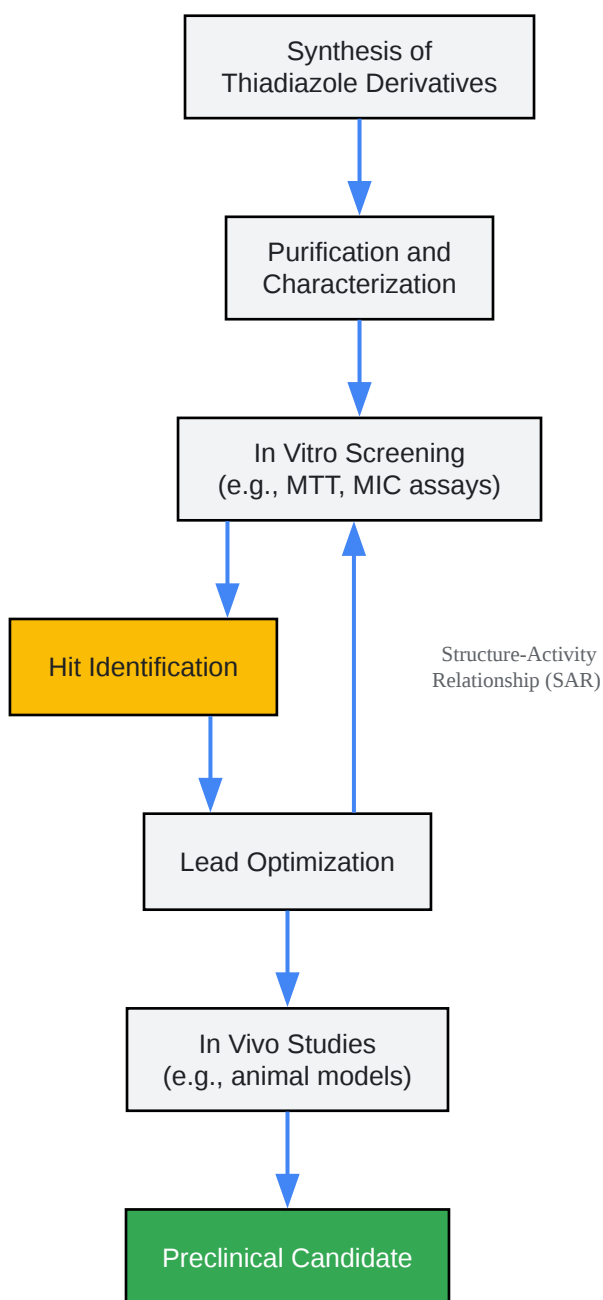 Synthesis of
Thiadiazole Derivatives
Purification and
Characterization
In Vitro Screening
(e.g., MTT, MIC assays)
Hit Identification
Structure-Activity
Relationship (SAR)
Lead Optimization
In Vivo Studies
(e.g., animal models)
Preclinical Candidate